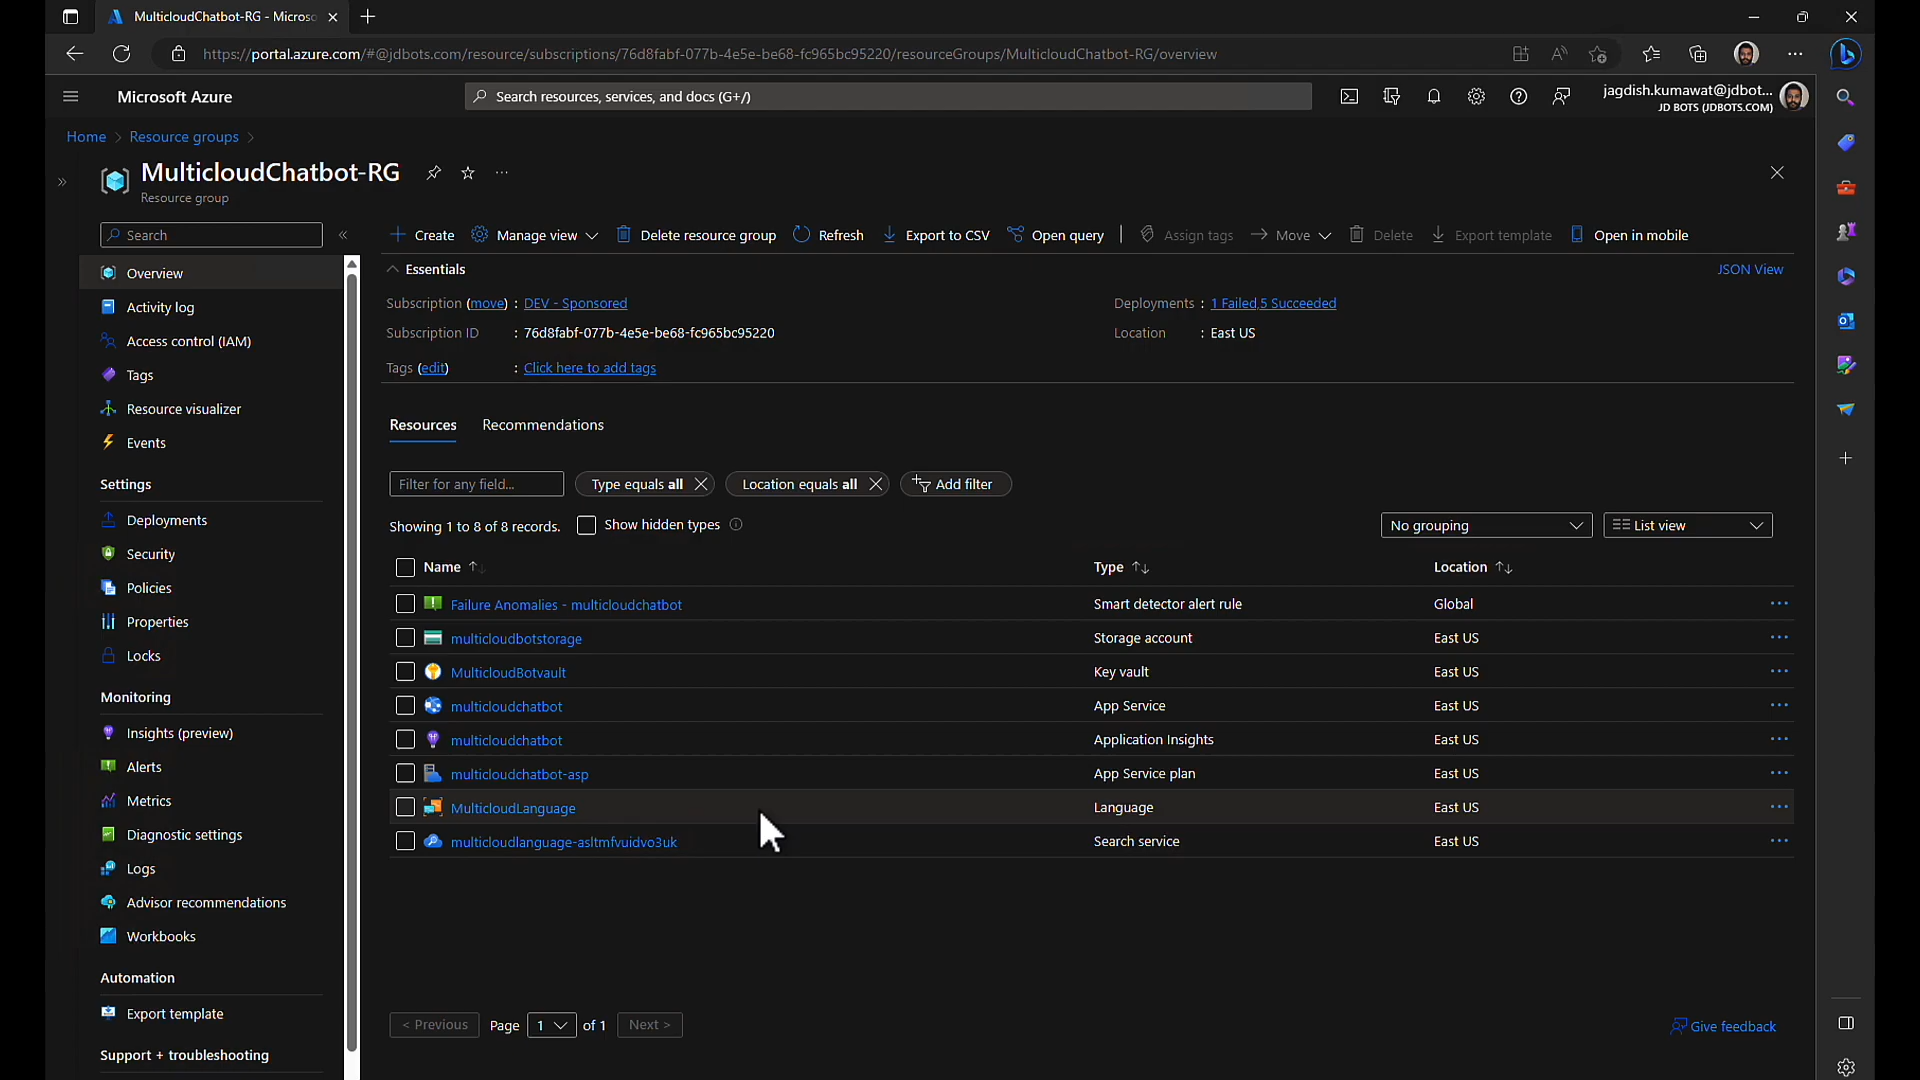 MulticloudChatbot-RG - Microso
https://portal.azure.com/#@jdbots.com/resource/subscriptions/76d8fabf-077b-4e5e-be68-fc965bc95220/resourceGroups/MulticloudChatbot-RG/overview
Microsoft Azure
Search resources, services, and docs (G+/)
jagdish.kumawat@jdbot...
JD BOTS (JDBOTS.COM)
Home > Resource groups >
MulticloudChatbot-RG
Resource group
Search
Create
Manage view
Delete resource group
Refresh
Export to CSV
Open query
Assign tags
Move
Delete
Export template
Open in mobile
Overview
Activity log
Access control (IAM)
Tags
Resource visualizer
Events
Settings
Deployments
Security
Policies
Properties
Locks
Monitoring
Insights (preview)
Alerts
Metrics
Diagnostic settings
Logs
Advisor recommendations
Workbooks
Automation
Export template
Support + troubleshooting
Essentials
JSON View
Subscription (move) : DEV - Sponsored
Deployments : 1 Failed,5 Succeeded
Subscription ID : 76d8fabf-077b-4e5e-be68-fc965bc95220
Location : East US
Tags (edit) : Click here to add tags
Resources Recommendations
Filter for any field...
Type equals all
Location equals all
Add filter
Showing 1 to 8 of 8 records.
Show hidden types
No grouping
List view
Name Type Location
Failure Anomalies - multicloudchatbot Smart detector alert rule Global
multicloudbotstorage Storage account East US
MulticloudBotvault Key vault East US
multicloudchatbot App Service East US
multicloudchatbot Application Insights East US
multicloudchatbot-asp App Service plan East US
MulticloudLanguage Language East US
multicloudlanguage-asltmfvuidvo3uk Search service East US
< Previous Page 1 of 1 Next >
Give feedback